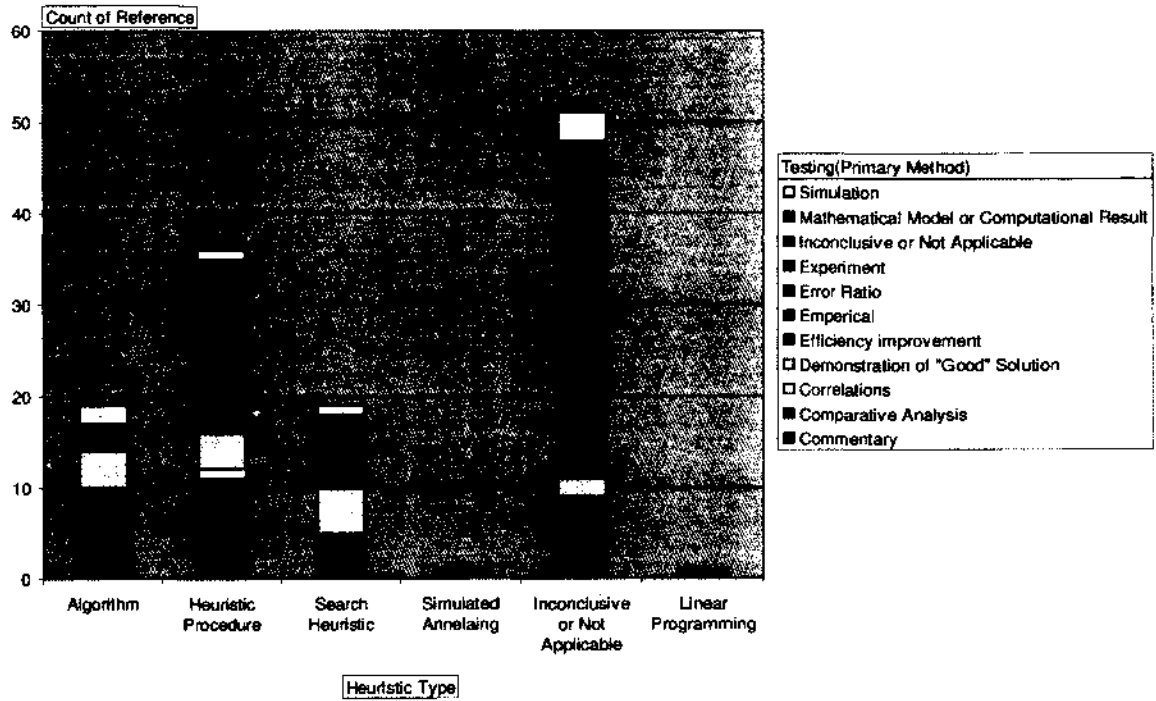 Count of Reference
60
50
40
30
20
10
0
Algorithm
Heuristic
Procedure
Search
Heuristic
Simulated
Annelaing
Inconclusive
or Not
Applicable
Linear
Programming
Heuristic Type
Testing(Primary Method)
Simulation
Mathematical Model or Computational Result
Inconclusive or Not Applicable
Experiment
Error Ratio
Emperical
Efficiency improvement
Demonstration of "Good" Solution
Correlations
Comparative Analysis
Commentary